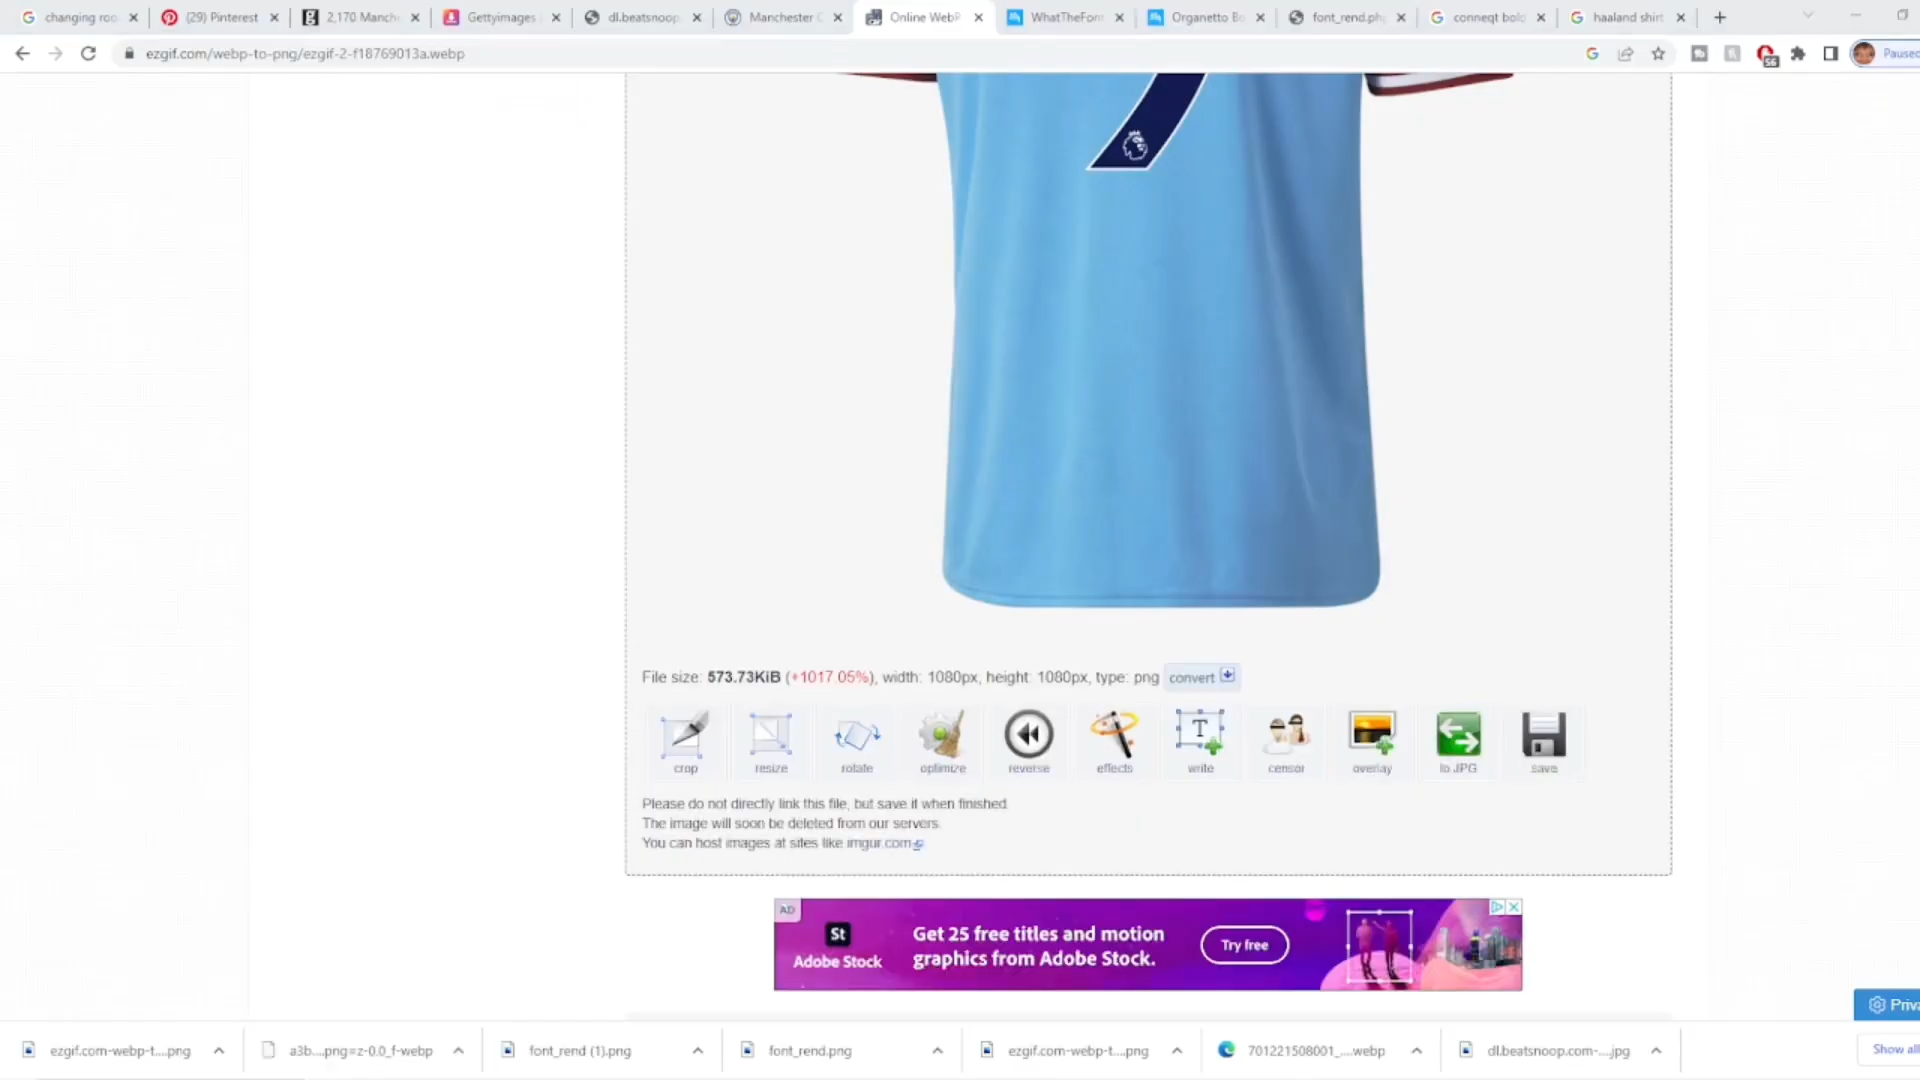 changing roo
(29) Pinterest
2,170 Manch
Gettyimages
dl.beatsnoop.
Manchester C
Online WebP
WhatTheFon
Organetto Bo
font_rend.ph
conneqt bold
haaland shirt
ezgif.com/webp-to-png/ezgif-2-f18769013a.webp
56
Paused
File size: 573.73KiB (+1017.05%), width: 1080px, height: 1080px, type: png convert
crop
resize
rotate
optimize
reverse
effects
T
write
censor
overlay
to JPG
save
Please do not directly link this file, but save it when finished.
The image will soon be deleted from our servers.
You can host images at sites like imgur.com
AD
St
Adobe Stock
Get 25 free titles and motion
graphics from Adobe Stock.
Try free
Priva
ezgif.com-webp-t....png
a3b....png=z-0,0_f-webp
font_rend (1).png
font_rend.png
ezgif.com-webp-t....png
701221508001_....webp
dl.beatsnoop.com-....jpg
Show all